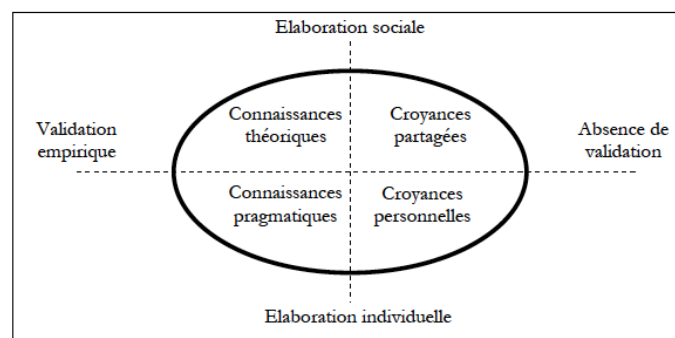 Elaboration sociale
Connaissances
théoriques
Croyances
partagées
Validation
empirique
Absence de
validation
Connaissances
pragmatiques
Croyances
personnelles
Elaboration individuelle